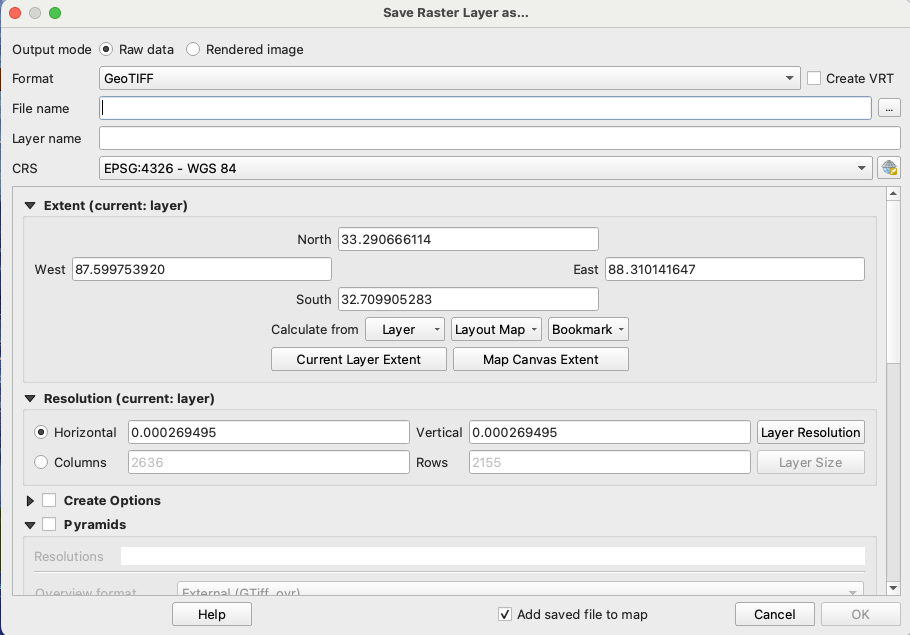 Save Raster Layer as...
Output mode Raw data Rendered image
Format GeoTIFF Create VRT
File name ...
Layer name
CRS EPSG:4326 - WGS 84
Extent (current: layer)
North 33.290666114
West 87.599753920 East 88.310141647
South 32.709905283
Calculate from Layer Layout Map Bookmark
Current Layer Extent Map Canvas Extent
Resolution (current: layer)
Horizontal 0.000269495 Vertical 0.000269495 Layer Resolution
Columns 2636 Rows 2155 Layer Size
Create Options
Pyramids
Resolutions
Overview format External (GTiff .ovr)
Help Add saved file to map Cancel OK